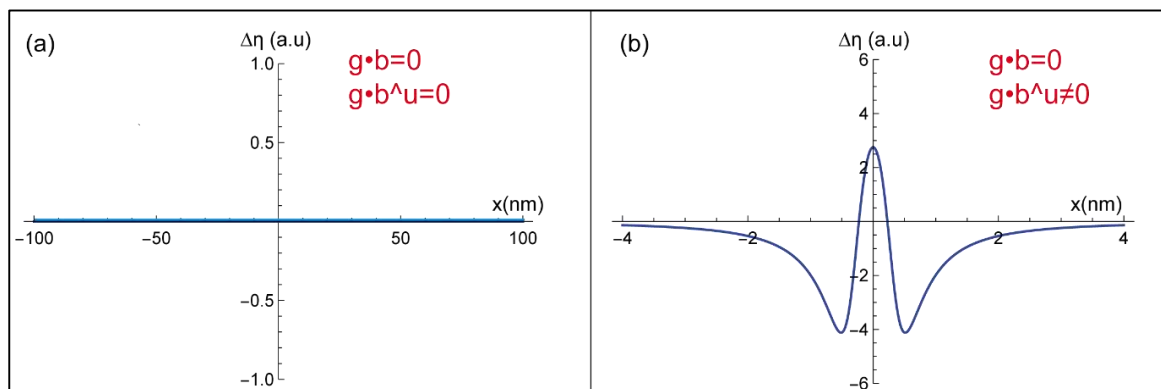 (a)
Δη (a.u)
g•b=0
g•b^u=0
1.0
0.5
x(nm)
−100
−50
50
100
−0.5
−1.0
(b)
Δη (a.u)
6
g•b=0
g•b^u≠0
4
2
x(nm)
−4
−2
2
4
−2
−4
−6